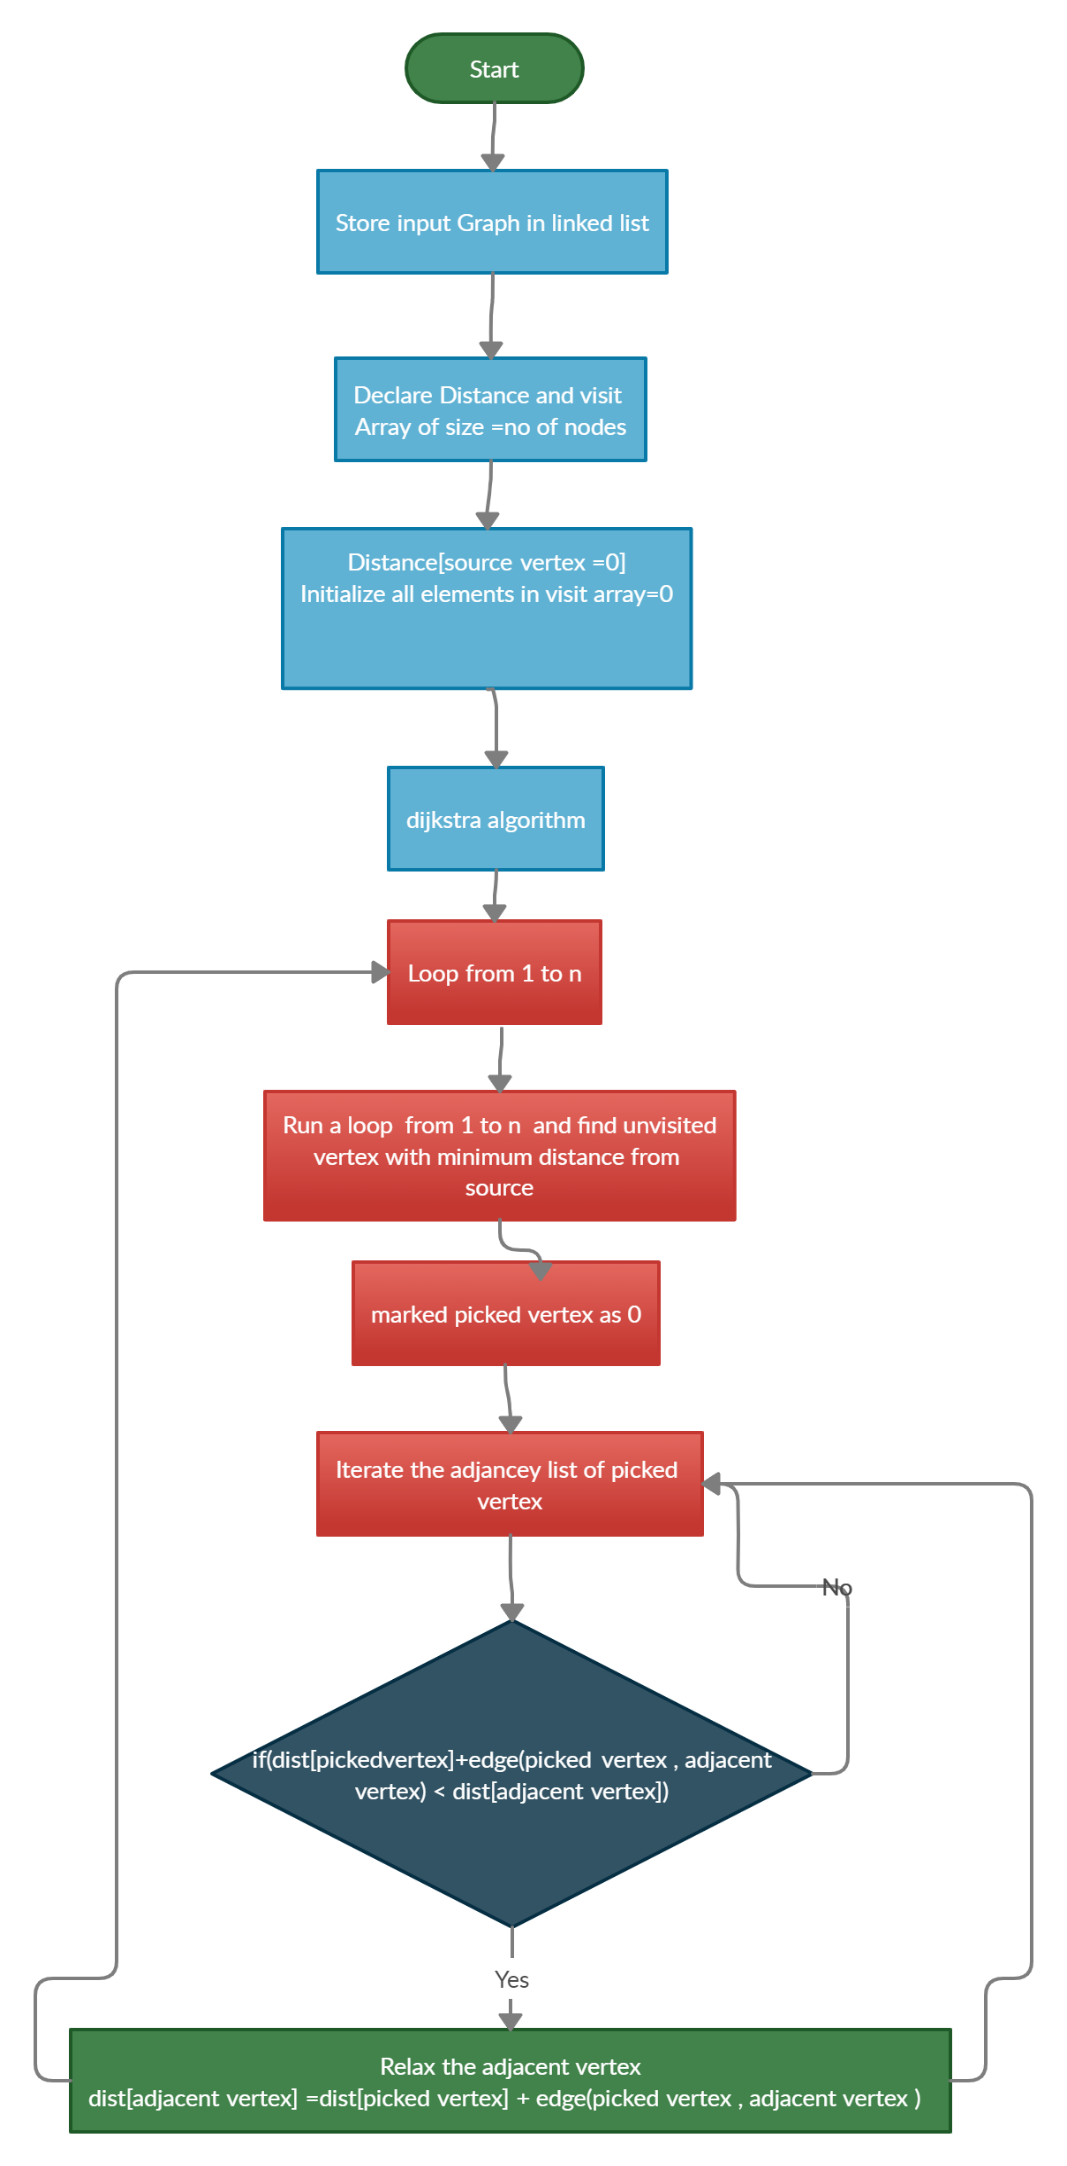 Start
Store input Graph in linked list
Declare Distance and visit
Array of size =no of nodes
Distance[source vertex =0]
Initialize all elements in visit array=0
dijkstra algorithm
Loop from 1 to n
Run a loop from 1 to n and find unvisited
vertex with minimum distance from
source
marked picked vertex as 0
Iterate the adjancey list of picked
vertex
No
if(dist[pickedvertex]+edge(picked vertex , adjacent
vertex) < dist[adjacent vertex])
Yes
Relax the adjacent vertex
dist[adjacent vertex] =dist[picked vertex] + edge(picked vertex , adjacent vertex )